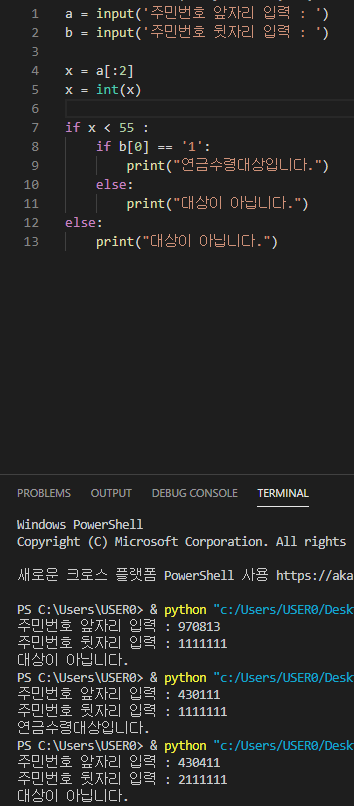 1 a = input('주민번호 앞자리 입력 : ')
2 b = input('주민번호 뒷자리 입력 : ')
3
4 x = a[:2]
5 x = int(x)
6
7 if x < 55 :
8 if b[0] == '1':
9 print("연금수령대상입니다.")
10 else:
11 print("대상이 아닙니다.")
12 else:
13 print("대상이 아닙니다.")
PROBLEMS OUTPUT DEBUG CONSOLE TERMINAL
Windows PowerShell
Copyright (C) Microsoft Corporation. All rights
새로운 크로스 플랫폼 PowerShell 사용 https://aka
PS C:\Users\USER0> & python "c:/Users/USER0/Desk
주민번호 앞자리 입력 : 970813
주민번호 뒷자리 입력 : 1111111
대상이 아닙니다.
PS C:\Users\USER0> & python "c:/Users/USER0/Desk
주민번호 앞자리 입력 : 430111
주민번호 뒷자리 입력 : 1111111
연금수령대상입니다.
PS C:\Users\USER0> & python "c:/Users/USER0/Desk
주민번호 앞자리 입력 : 430411
주민번호 뒷자리 입력 : 2111111
대상이 아닙니다.